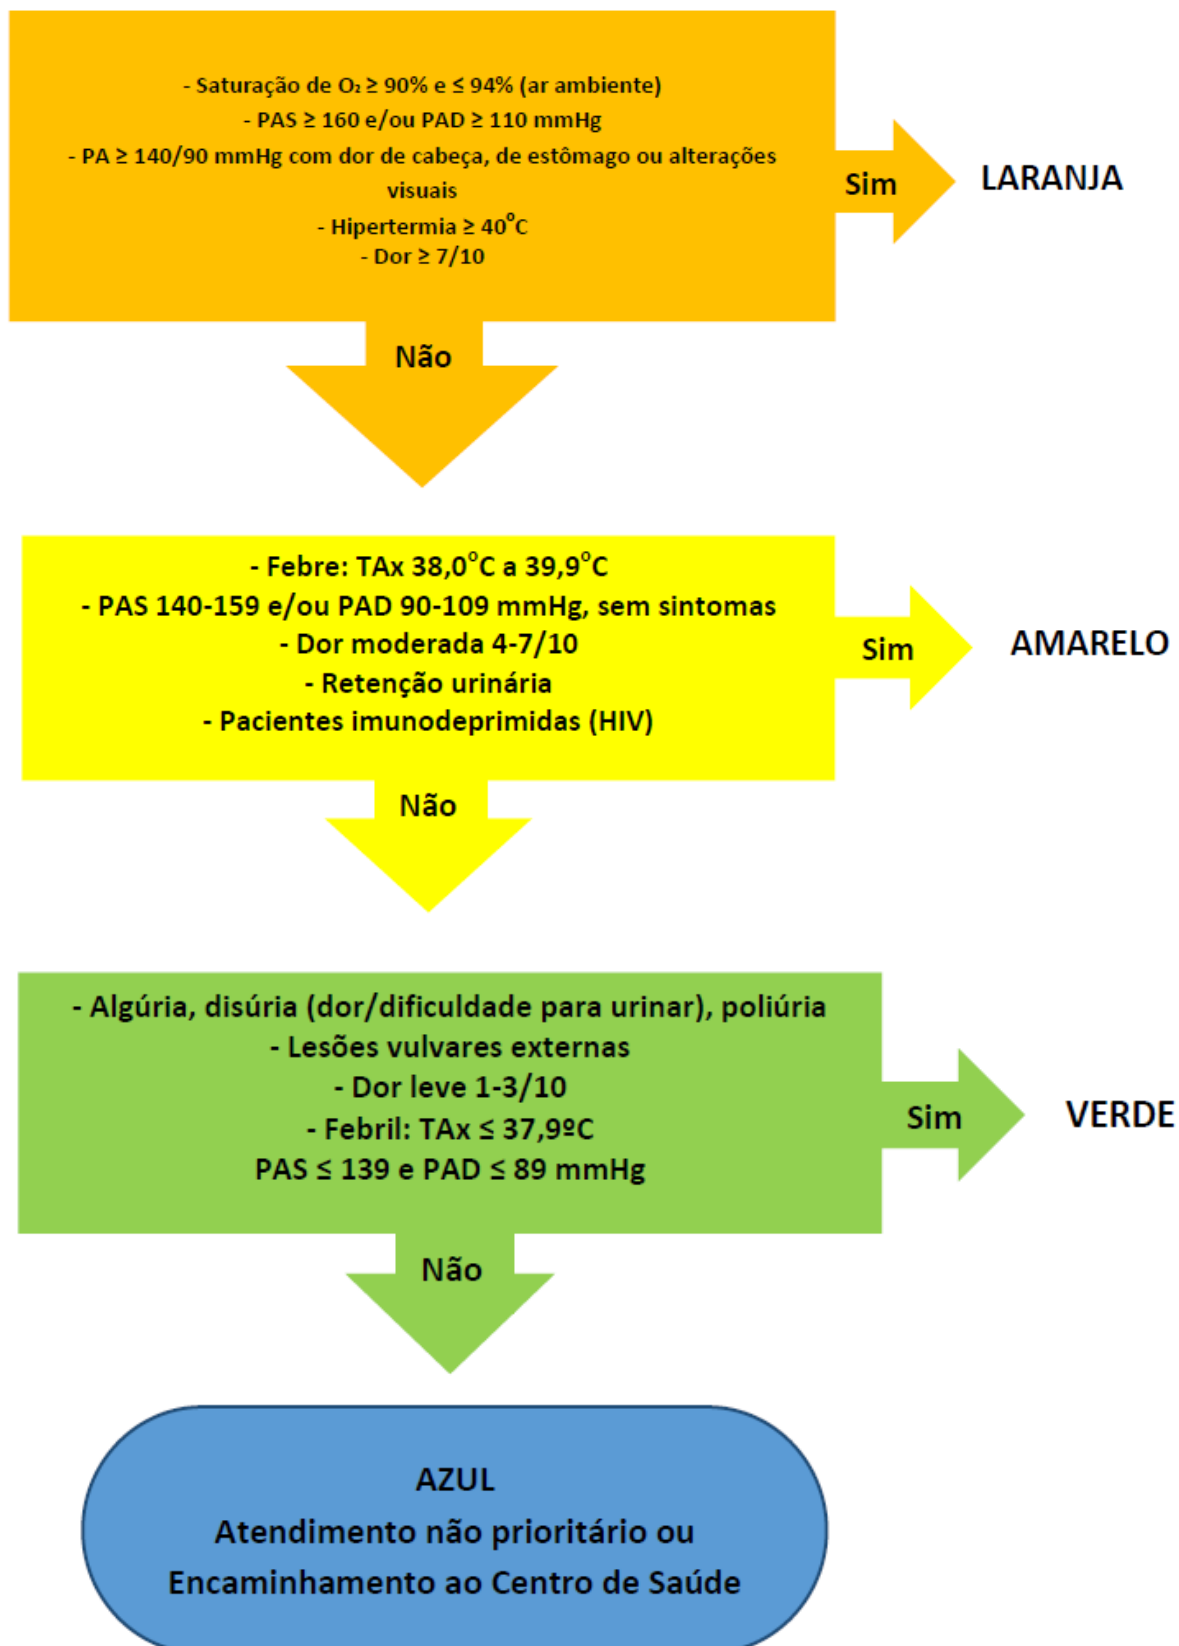 - Saturação de O₂ ≥ 90% e ≤ 94% (ar ambiente)
- PAS ≥ 160 e/ou PAD ≥ 110 mmHg
- PA ≥ 140/90 mmHg com dor de cabeça, de estômago ou alterações
visuais
- Hipertermia ≥ 40°C
- Dor ≥ 7/10
Sim
LARANJA
Não
- Febre: TAx 38,0°C a 39,9°C
- PAS 140-159 e/ou PAD 90-109 mmHg, sem sintomas
- Dor moderada 4-7/10
- Retenção urinária
- Pacientes imunodeprimidas (HIV)
Sim
AMARELO
Não
- Algúria, disúria (dor/dificuldade para urinar), poliúria
- Lesões vulvares externas
- Dor leve 1-3/10
- Febril: TAx ≤ 37,9ºC
PAS ≤ 139 e PAD ≤ 89 mmHg
Sim
VERDE
Não
AZUL
Atendimento não prioritário ou
Encaminhamento ao Centro de Saúde